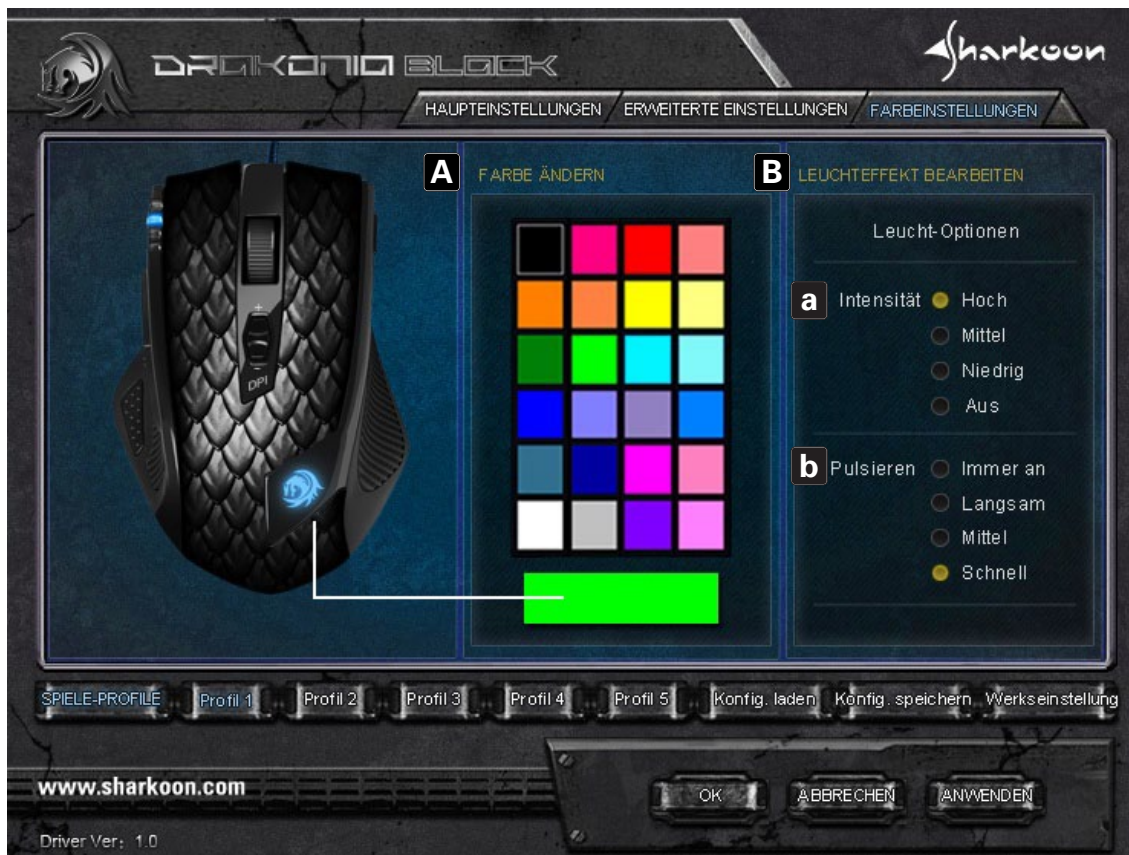 DRAKONIA BLACK
Sharkoon
HAUPTEINSTELLUNGEN ERWEITERTE EINSTELLUNGEN FARBEINSTELLUNGEN
A FARBE ÄNDERN
B LEUCHTEFFEKT BEARBEITEN
+
DPI
Leucht-Optionen
a Intensität Hoch
Mittel
Niedrig
Aus
b Pulsieren Immer an
Langsam
Mittel
Schnell
SPIELE-PROFILE Profil 1 Profil 2 Profil 3 Profil 4 Profil 5 Konfig. laden Konfig. speichern Werkseinstellung
www.sharkoon.com
OK ABBRECHEN ANWENDEN
Driver Ver: 1.0